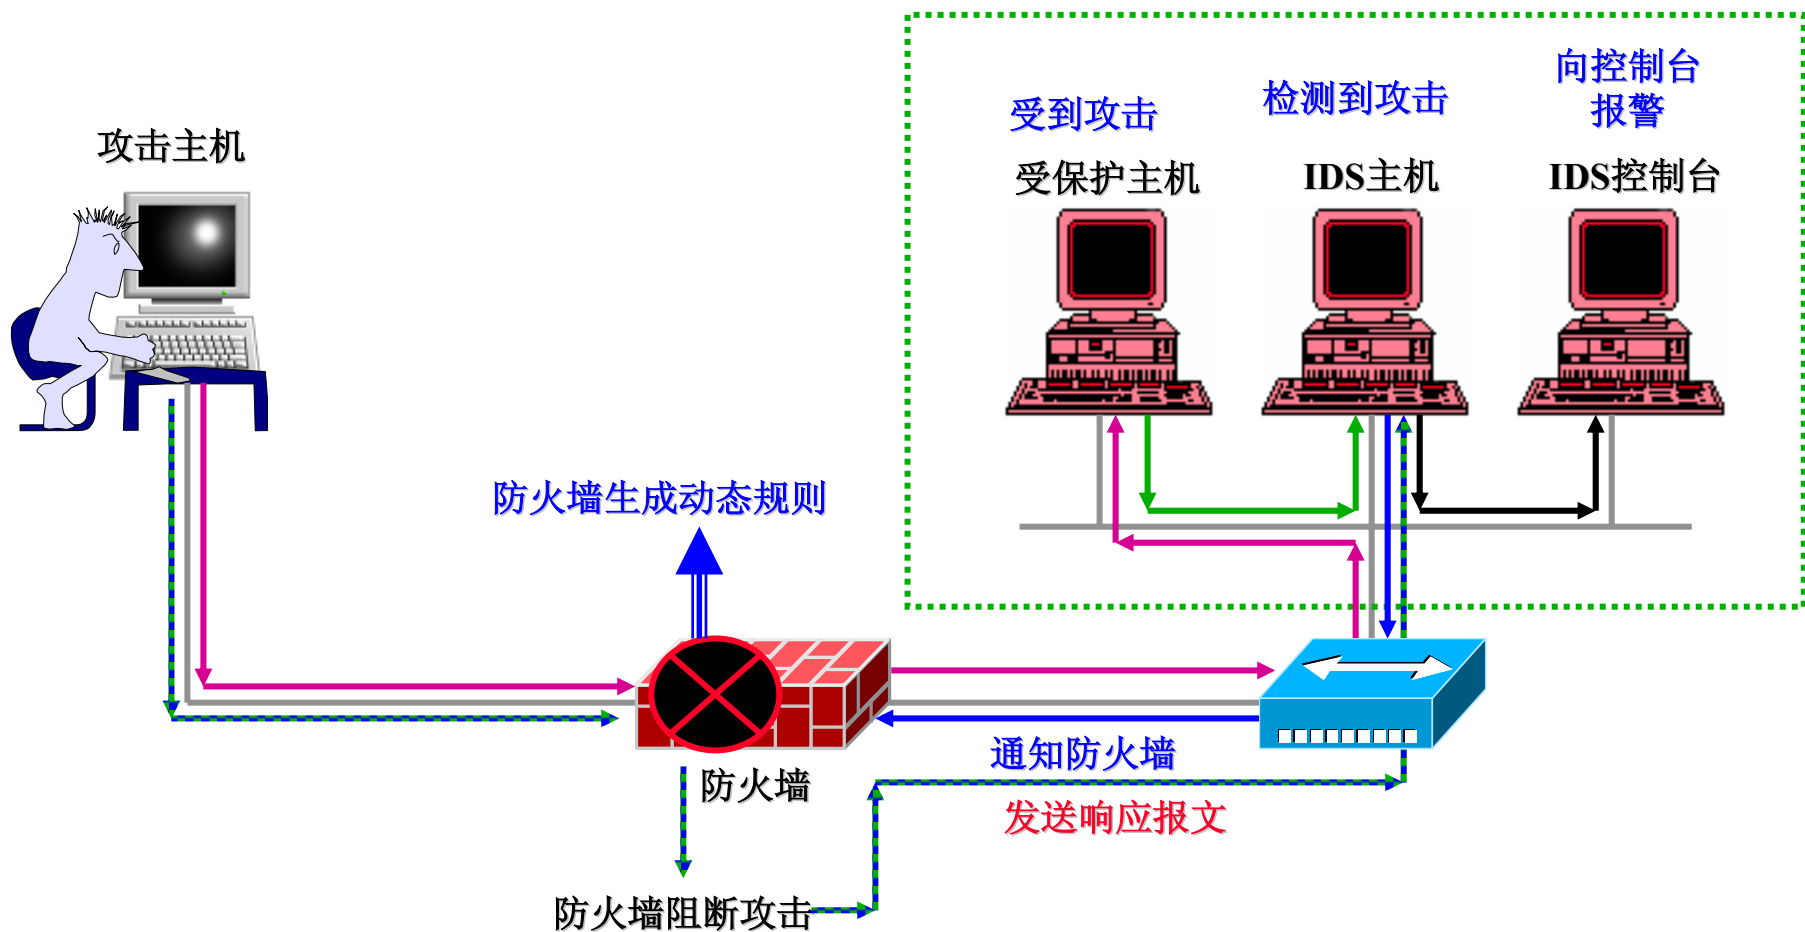 向控制台
报警
检测到攻击
受到攻击
攻击主机
受保护主机
IDS主机
IDS控制台
防火墙生成动态规则
通知防火墙
防火墙
发送响应报文
防火墙阻断攻击